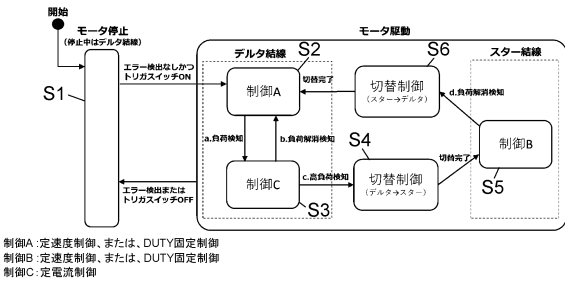 開始
モータ停止
(停止中はデルタ結線)
S1
エラー検出なしかつ
トリガスイッチON
エラー検出または
トリガスイッチOFF
モータ駆動
デルタ結線
S2
制御A
a.負荷検知
b.負荷解消検知
制御C
S3
切替完了
S6
切替制御
(スター→デルタ)
c.高負荷検知
S4
切替制御
(デルタ→スター)
切替完了
d.負荷解消検知
スター結線
制御B
S5
制御A:定速度制御、または、DUTY固定制御
制御B:定速度制御、または、DUTY固定制御
制御C:定電流制御